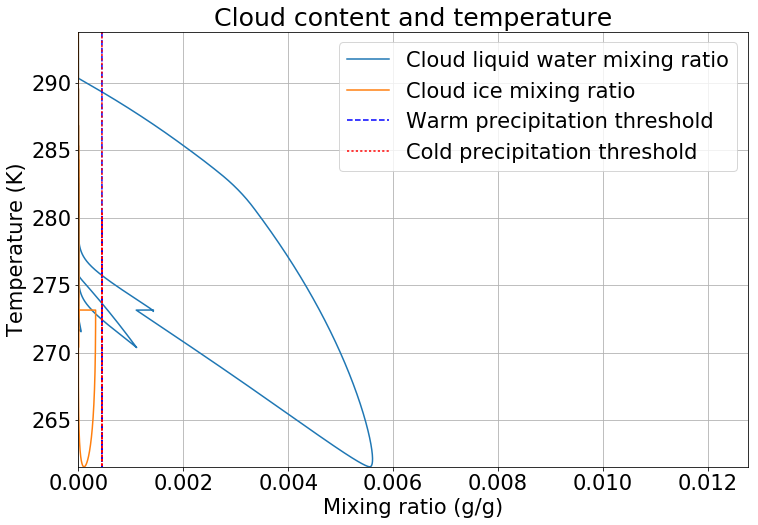 Cloud content and temperature
Cloud liquid water mixing ratio
Cloud ice mixing ratio
Warm precipitation threshold
Cold precipitation threshold
Temperature (K)
290
285
280
275
270
265
0.000 0.002 0.004 0.006 0.008 0.010 0.012
Mixing ratio (g/g)